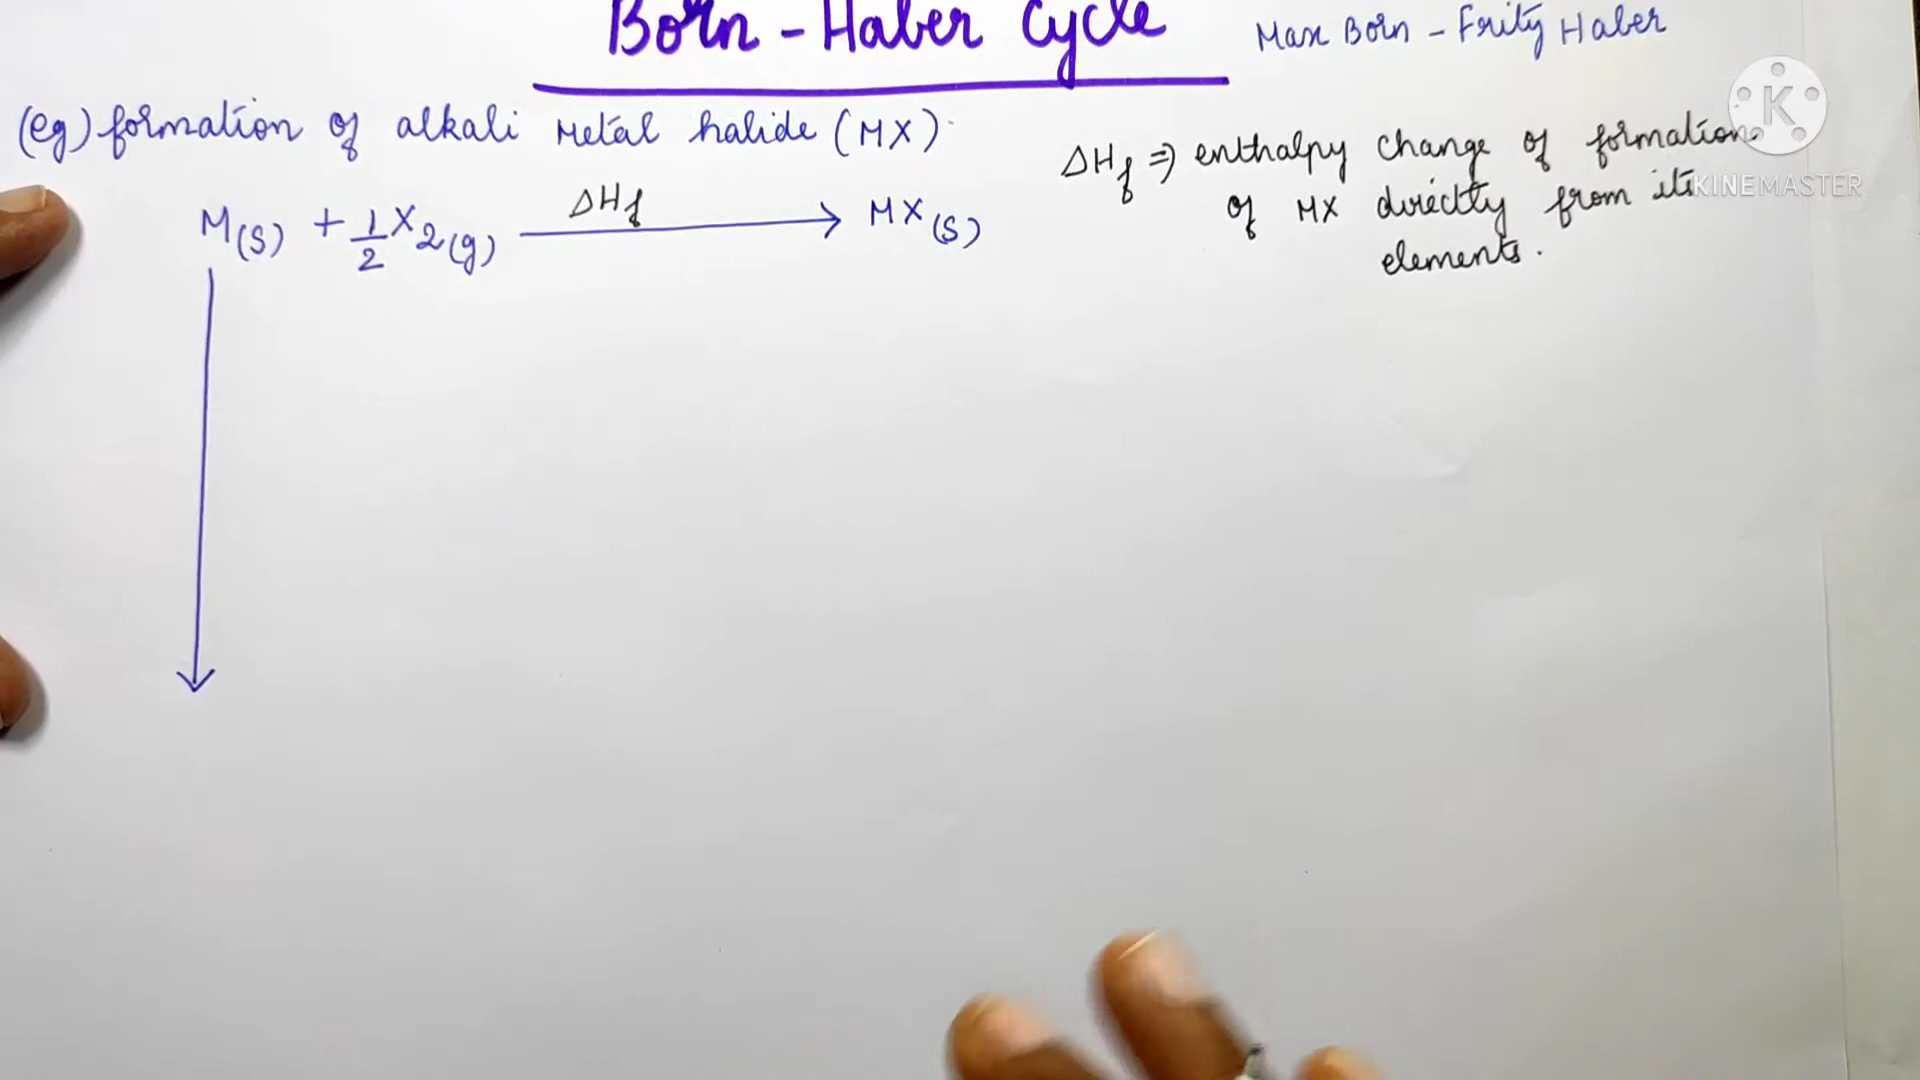 Born - Haber Cycle
Max Born - Frity Haber
(eg) formation of alkali Metal halide (MX).
ΔHf ⇒ enthalpy change of formation
of MX directly from its
elements.
M(s) + 1/2 X2(g) ΔHf → MX(s)
K
KINEMASTER